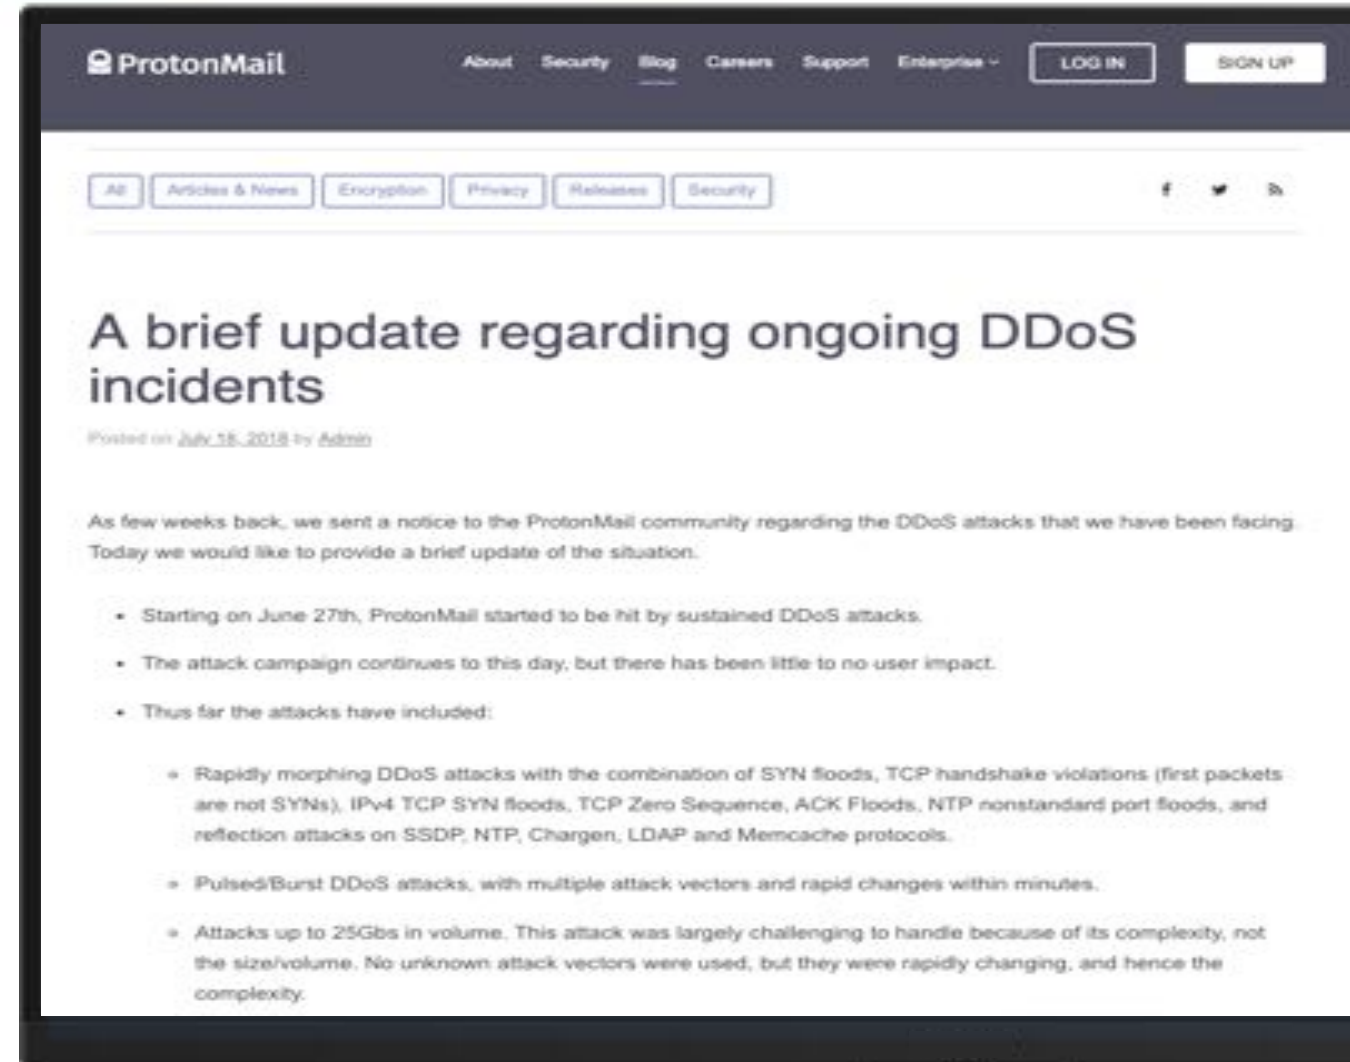 ProtonMail
About Security Blog Careers Support Enterprise LOG IN SIGN UP
All Articles & News Encryption Privacy Releases Security
A brief update regarding ongoing DDoS
incidents
Posted on July 18, 2018 by Admin
As few weeks back, we sent a notice to the ProtonMail community regarding the DDoS attacks that we have been facing.
Today we would like to provide a brief update of the situation.
• Starting on June 27th, ProtonMail started to be hit by sustained DDoS attacks.
• The attack campaign continues to this day, but there has been little to no user impact.
• Thus far the attacks have included:
◦ Rapidly morphing DDoS attacks with the combination of SYN floods, TCP handshake violations (first packets
are not SYNs), IPv4 TCP SYN floods, TCP Zero Sequence, ACK Floods, NTP nonstandard port floods, and
reflection attacks on SSDP, NTP, Chargen, LDAP and Memcache protocols.
◦ Pulsed/Burst DDoS attacks, with multiple attack vectors and rapid changes within minutes.
◦ Attacks up to 25Gbs in volume. This attack was largely challenging to handle because of its complexity, not
the size/volume. No unknown attack vectors were used, but they were rapidly changing, and hence the
complexity.